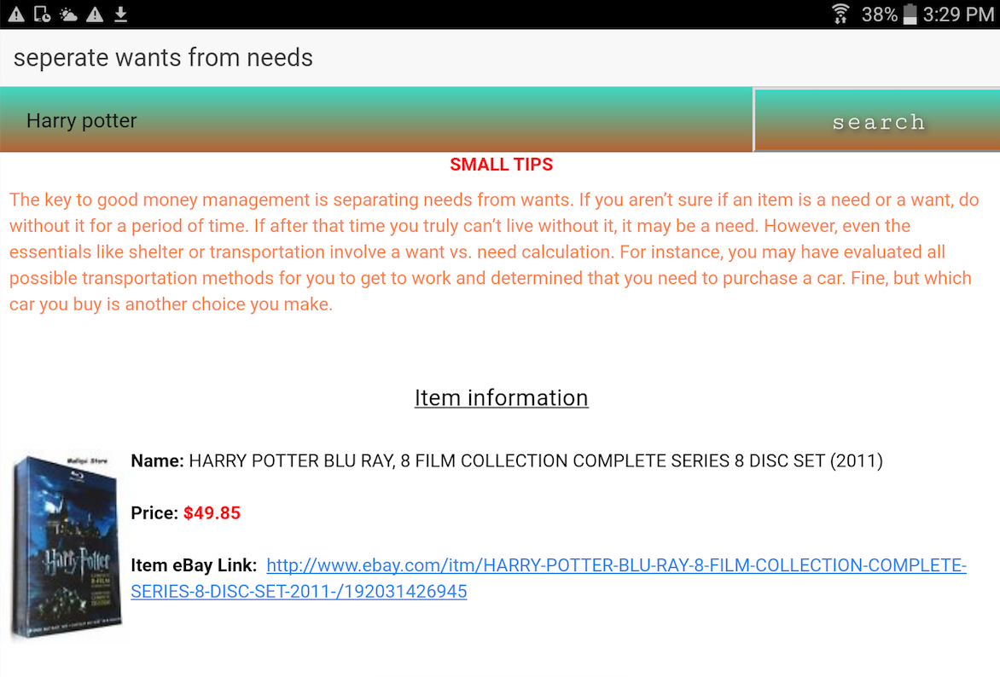 38% 3:29 PM
seperate wants from needs
Harry potter
search
SMALL TIPS
The key to good money management is separating needs from wants. If you aren’t sure if an item is a need or a want, do
without it for a period of time. If after that time you truly can’t live without it, it may be a need. However, even the
essentials like shelter or transportation involve a want vs. need calculation. For instance, you may have evaluated all
possible transportation methods for you to get to work and determined that you need to purchase a car. Fine, but which
car you buy is another choice you make.
Item information
Maliqui Store
Harry Potter
Name: HARRY POTTER BLU RAY, 8 FILM COLLECTION COMPLETE SERIES 8 DISC SET (2011)
Price: $49.85
Item eBay Link: http://www.ebay.com/itm/HARRY-POTTER-BLU-RAY-8-FILM-COLLECTION-COMPLETE-
SERIES-8-DISC-SET-2011-/192031426945